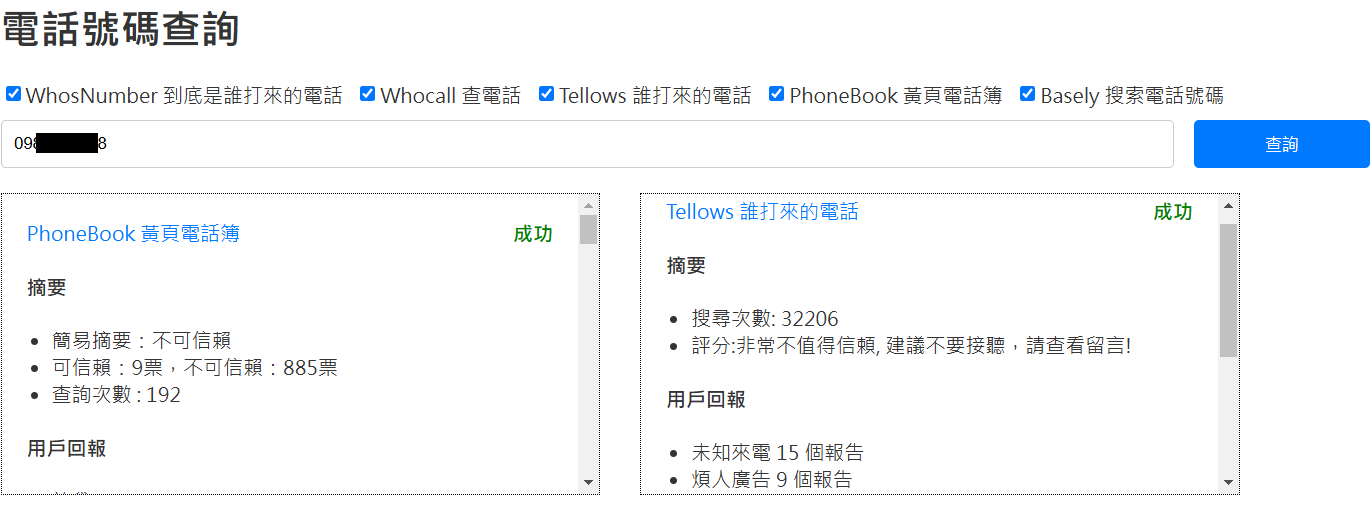 電話號碼查詢
WhosNumber 到底是誰打來的電話 Whocall 查電話 Tellows 誰打來的電話 PhoneBook 黃頁電話簿 Basely 搜索電話號碼
098 8
查詢
PhoneBook 黃頁電話簿 成功
摘要
簡易摘要：不可信賴
可信賴：9票，不可信賴：885票
查詢次數 : 192
用戶回報
Tellows 誰打來的電話 成功
摘要
搜尋次數: 32206
評分:非常不值得信賴, 建議不要接聽，請查看留言!
用戶回報
未知來電 15 個報告
煩人廣告 9 個報告